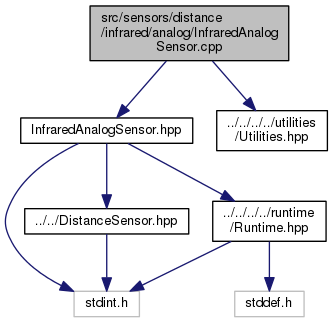 src/sensors/distance
/infrared/analog/InfraredAnalog
Sensor.cpp
InfraredAnalogSensor.hpp
../../../../utilities
/Utilities.hpp
../../DistanceSensor.hpp
../../../../runtime
/Runtime.hpp
stdint.h
stddef.h